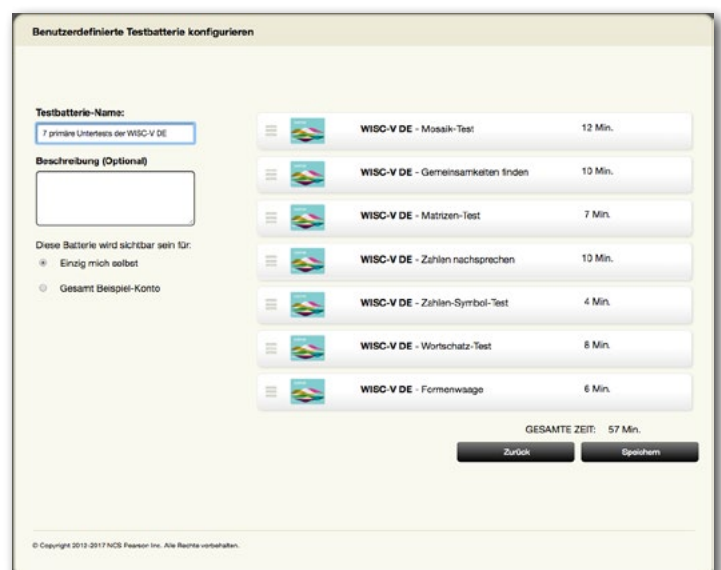 Benutzerdefinierte Testbatterie konfigurieren
Testbatterie-Name:
7 primäre Untertests der WISC-V DE
Beschreibung (Optional)
Diese Batterie wird sichtbar sein für:
Einzig mich selbst
Gesamt Beispiel-Konto
WISC-V DE - Mosaik-Test 12 Min.
WISC-V DE - Gemeinsamkeiten finden 10 Min.
WISC-V DE - Matrizen-Test 7 Min.
WISC-V DE - Zahlen nachsprechen 10 Min.
WISC-V DE - Zahlen-Symbol-Test 4 Min.
WISC-V DE - Wortschatz-Test 8 Min.
WISC-V DE - Formenwaage 6 Min.
GESAMTE ZEIT: 57 Min.
Zurück
Speichern
© Copyright 2012-2017 NCS Pearson Inc. Alle Rechte vorbehalten.